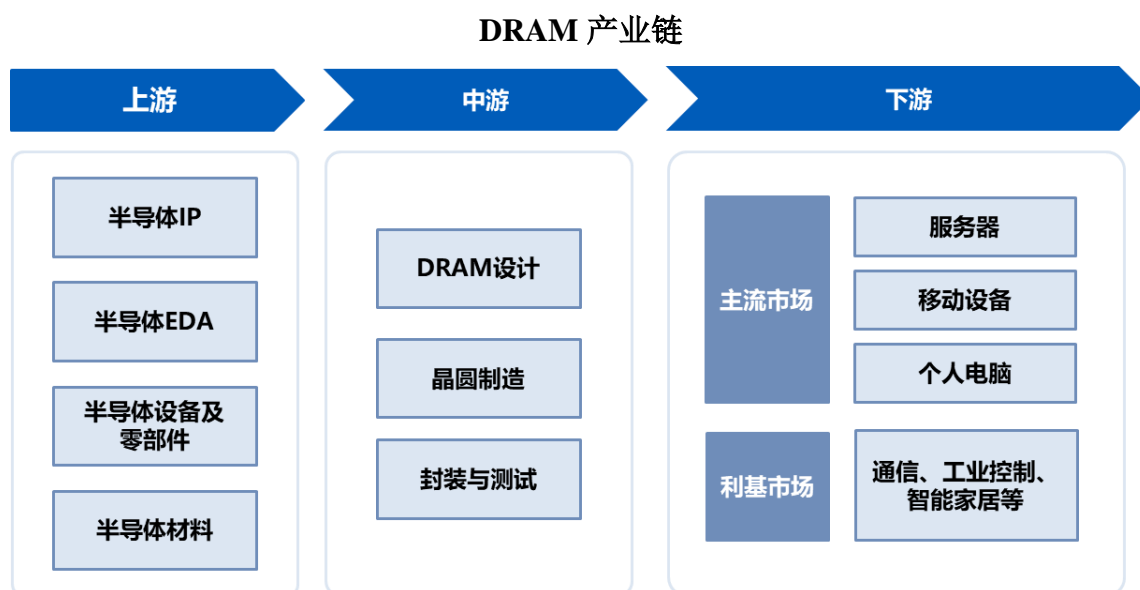 DRAM 产业链
上游
中游
下游
半导体IP
半导体EDA
半导体设备及
零部件
半导体材料
DRAM设计
晶圆制造
封装与测试
主流市场
服务器
移动设备
个人电脑
利基市场
通信、工业控制、
智能家居等